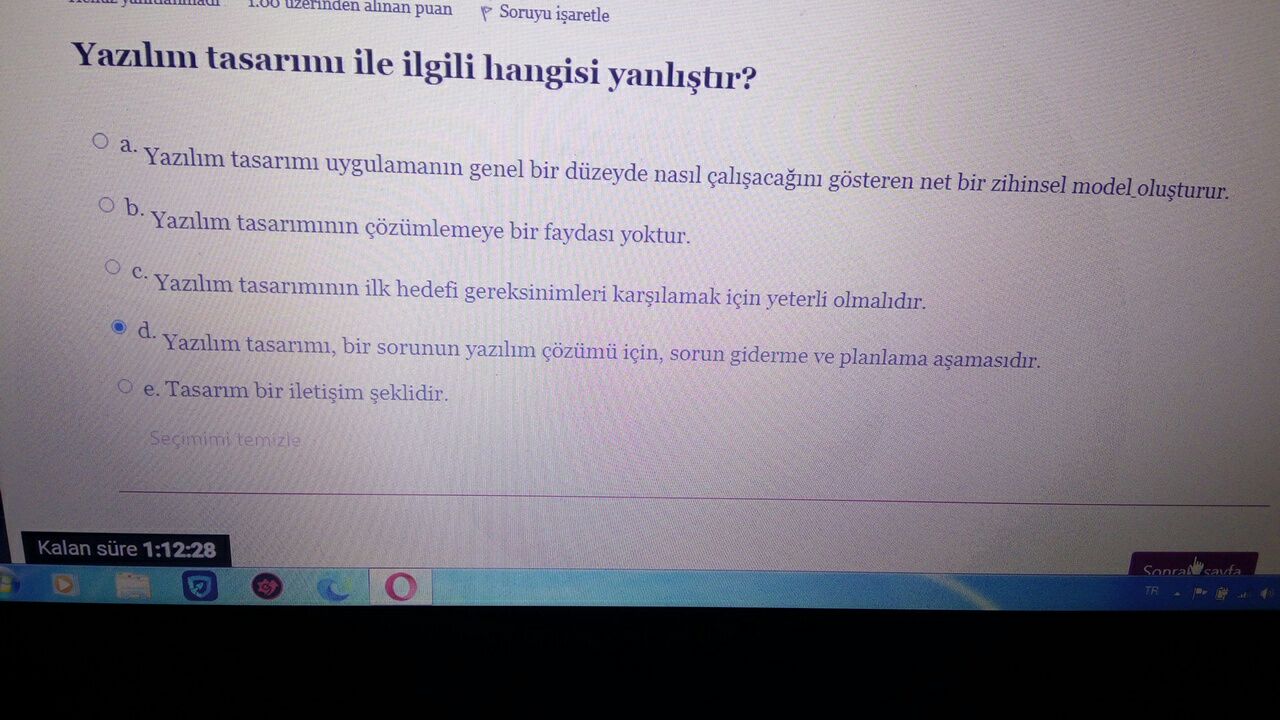 1.00 üzerinden alınan puan Soruyu işaretle
Yazılım tasarımı ile ilgili hangisi yanlıştır?
a. Yazılım tasarımı uygulamanın genel bir düzeyde nasıl çalışacağını gösteren net bir zihinsel model oluşturur.
b. Yazılım tasarımının çözümlemeye bir faydası yoktur.
c. Yazılım tasarımının ilk hedefi gereksinimleri karşılamak için yeterli olmalıdır.
d. Yazılım tasarımı, bir sorunun yazılım çözümü için, sorun giderme ve planlama aşamasıdır.
e. Tasarım bir iletişim şeklidir.
Seçimimi temizle
Kalan süre 1:12:28
Sonraki sayfa
TR